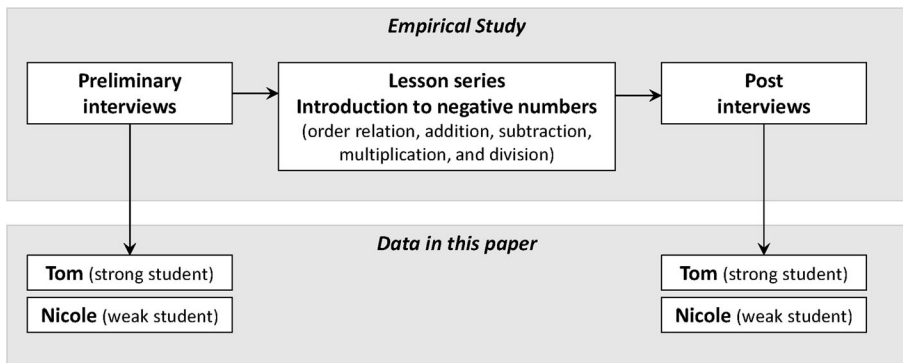 Empirical Study
Preliminary
interviews
Lesson series
Introduction to negative numbers
(order relation, addition, subtraction,
multiplication, and division)
Post
interviews
Data in this paper
Tom (strong student)
Nicole (weak student)
Tom (strong student)
Nicole (weak student)